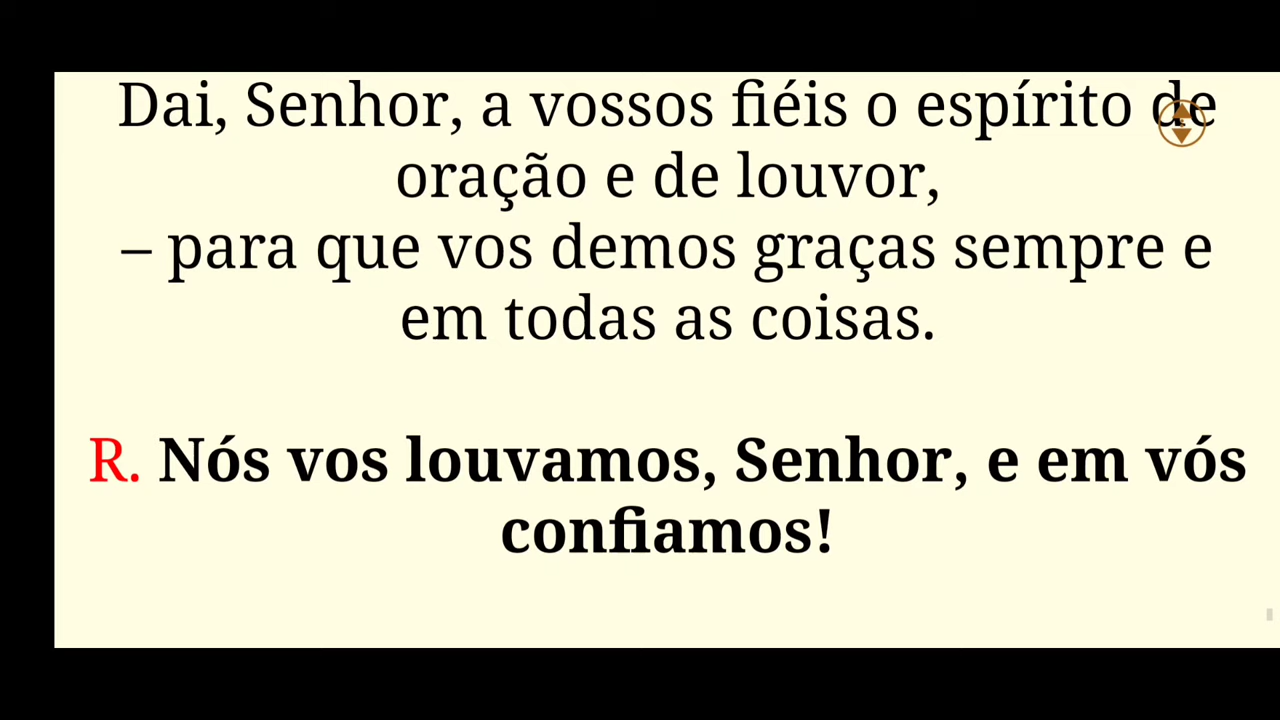 Dai, Senhor, a vossos fiéis o espírito de
oração e de louvor,
– para que vos demos graças sempre e
em todas as coisas.
R. Nós vos louvamos, Senhor, e em vós
confiamos!